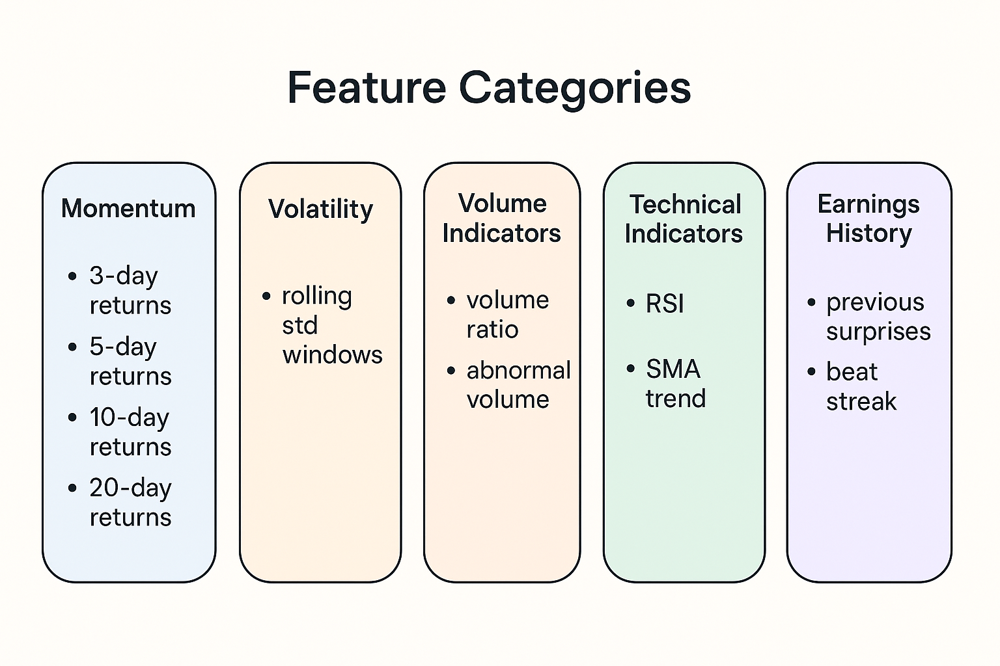 Feature Categories
Momentum
• 3-day
returns
• 5-day
returns
• 10-day
returns
• 20-day
returns
Volatility
• rolling
std
windows
Volume
Indicators
• volume
ratio
• abnormal
volume
Technical
Indicators
• RSI
• SMA
trend
Earnings
History
• previous
surprises
• beat
streak